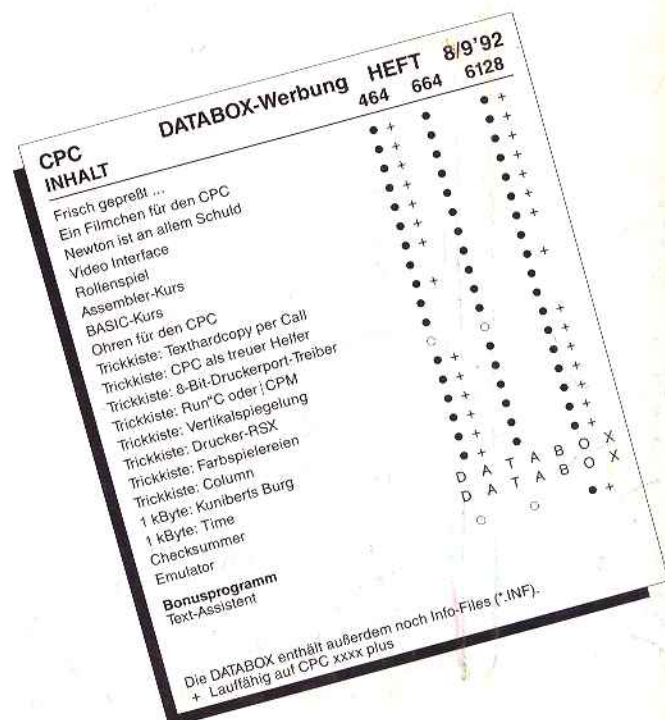 DATABOX-Werbung HEFT 8/9'92
CPC 464 664 6128
INHALT
Frisch gepreßt ...
Ein Filmchen für den CPC
Newton ist an allem Schuld
Video Interface
Rollenspiel
Assembler-Kurs
BASIC-Kurs
Ohren für den CPC
Trickkiste: Texthardcopy per Call
Trickkiste: CPC als treuer Helfer
Trickkiste: 8-Bit-Druckerport-Treiber
Trickkiste: Run"C oder |CPM
Trickkiste: Vertikalspiegelung
Trickkiste: Drucker-RSX
Trickkiste: Farbspielereien
Trickkiste: Column
1 kByte: Kuniberts Burg
1 kByte: Time
Checksummer D A T A B O X
Emulator D A T A B O X
Bonusprogramm
Text-Assistent
Die DATABOX enthält außerdem noch Info-Files (*.INF).
+ Lauffähig auf CPC xxxx plus